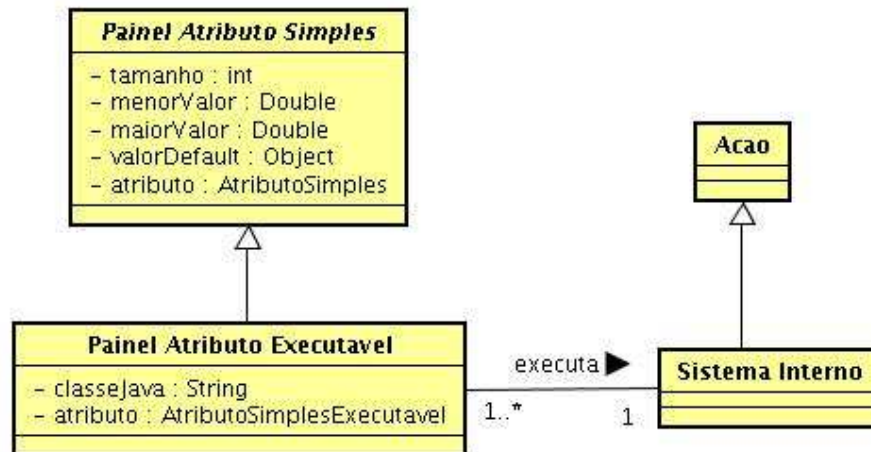 Painel Atributo Simples
- tamanho : int
- menorValor : Double
- maiorValor : Double
- valorDefault : Object
- atributo : AtributoSimples
Acao
Painel Atributo Executavel
- classeJava : String
- atributo : AtributoSimplesExecutavel
executa
1..*
1
Sistema Interno